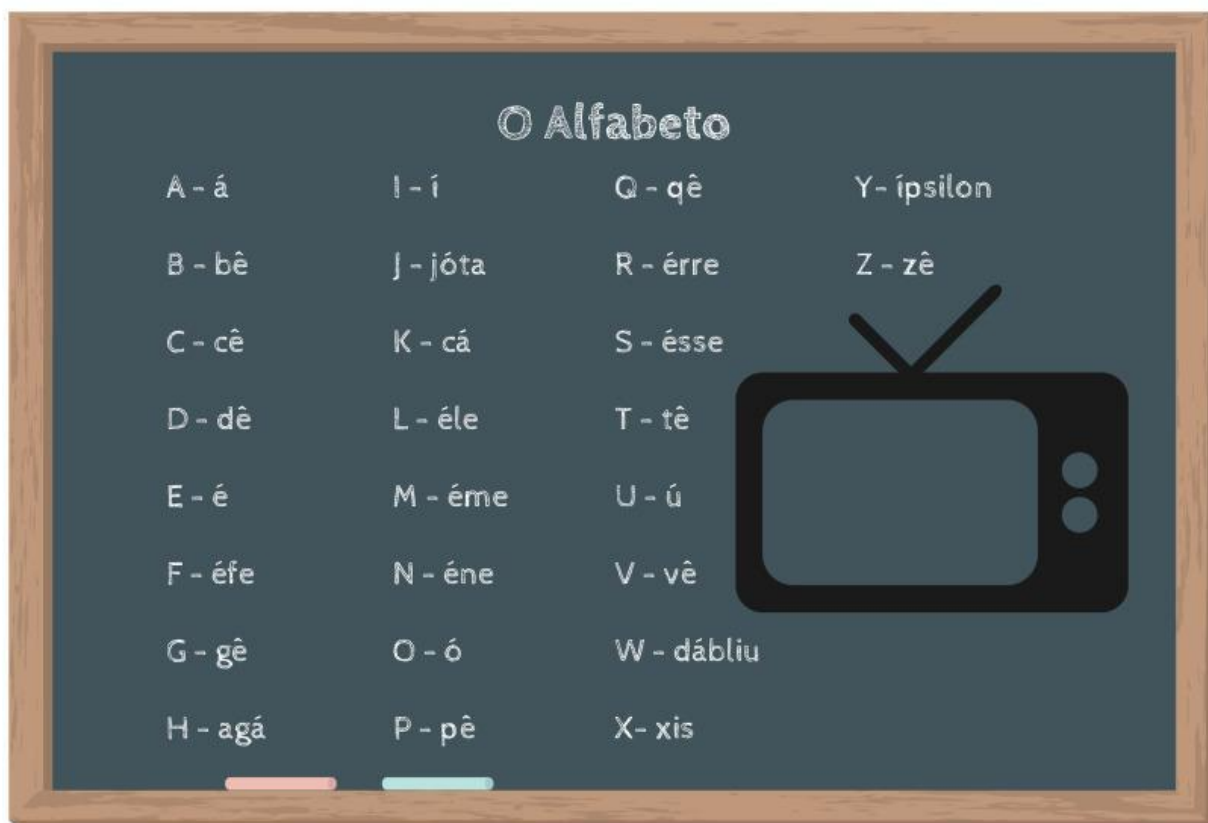 O Alfabeto
A - á
B - bê
C - cê
D - dê
E - é
F - éfe
G - gê
H - agá
I - í
J - jóta
K - cá
L - éle
M - éme
N - éne
O - ó
P - pê
Q - qê
R - érre
S - ésse
T - tê
U - ú
V - vê
W - dábliu
X- xis
Y- ípsilon
Z - zê